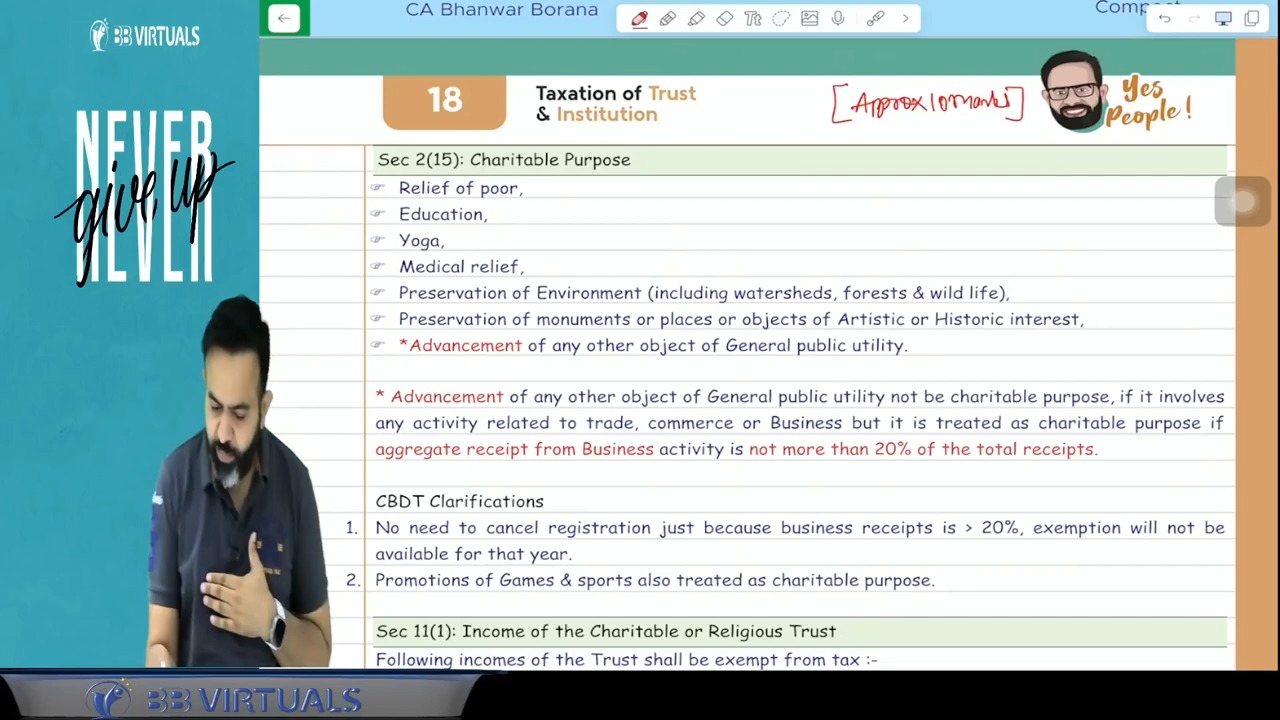 CA Bhanwar Borana
BB VIRTUALS
NEVER
give up
NEVER
18
Taxation of Trust
& Institution
[Approx 10 marks]
Yes
People!
Sec 2(15): Charitable Purpose
Relief of poor,
Education,
Yoga,
Medical relief,
Preservation of Environment (including watersheds, forests & wild life),
Preservation of monuments or places or objects of Artistic or Historic interest,
*Advancement of any other object of General public utility.
* Advancement of any other object of General public utility not be charitable purpose, if it involves
any activity related to trade, commerce or Business but it is treated as charitable purpose if
aggregate receipt from Business activity is not more than 20% of the total receipts.
CBDT Clarifications
1. No need to cancel registration just because business receipts is > 20%, exemption will not be
available for that year.
2. Promotions of Games & sports also treated as charitable purpose.
Sec 11(1): Income of the Charitable or Religious Trust
Following incomes of the Trust shall be exempt from tax :-
BB VIRTUALS